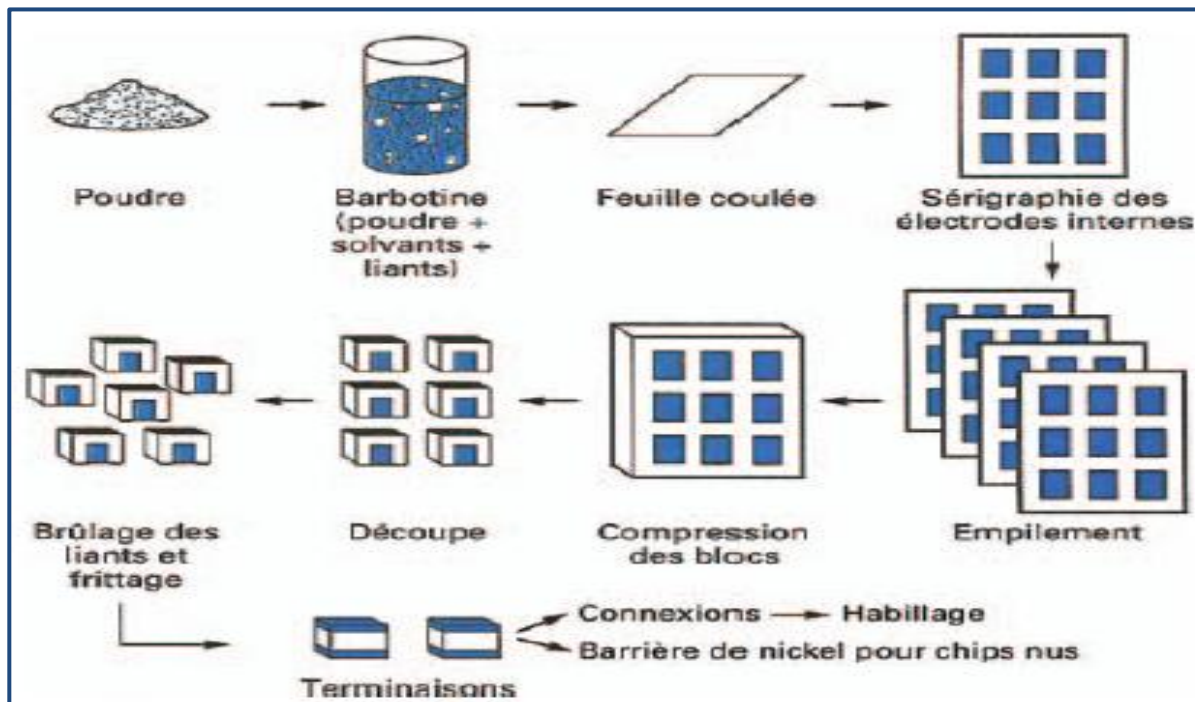 Poudre
Barbotine
(poudre +
solvants +
liants)
Feuille coulée
Sérigraphie des
électrodes internes
Empilement
Compression
des blocs
Découpe
Brûlage des
liants et
frittage
Terminaisons
Connexions
Habillage
Barrière de nickel pour chips nus